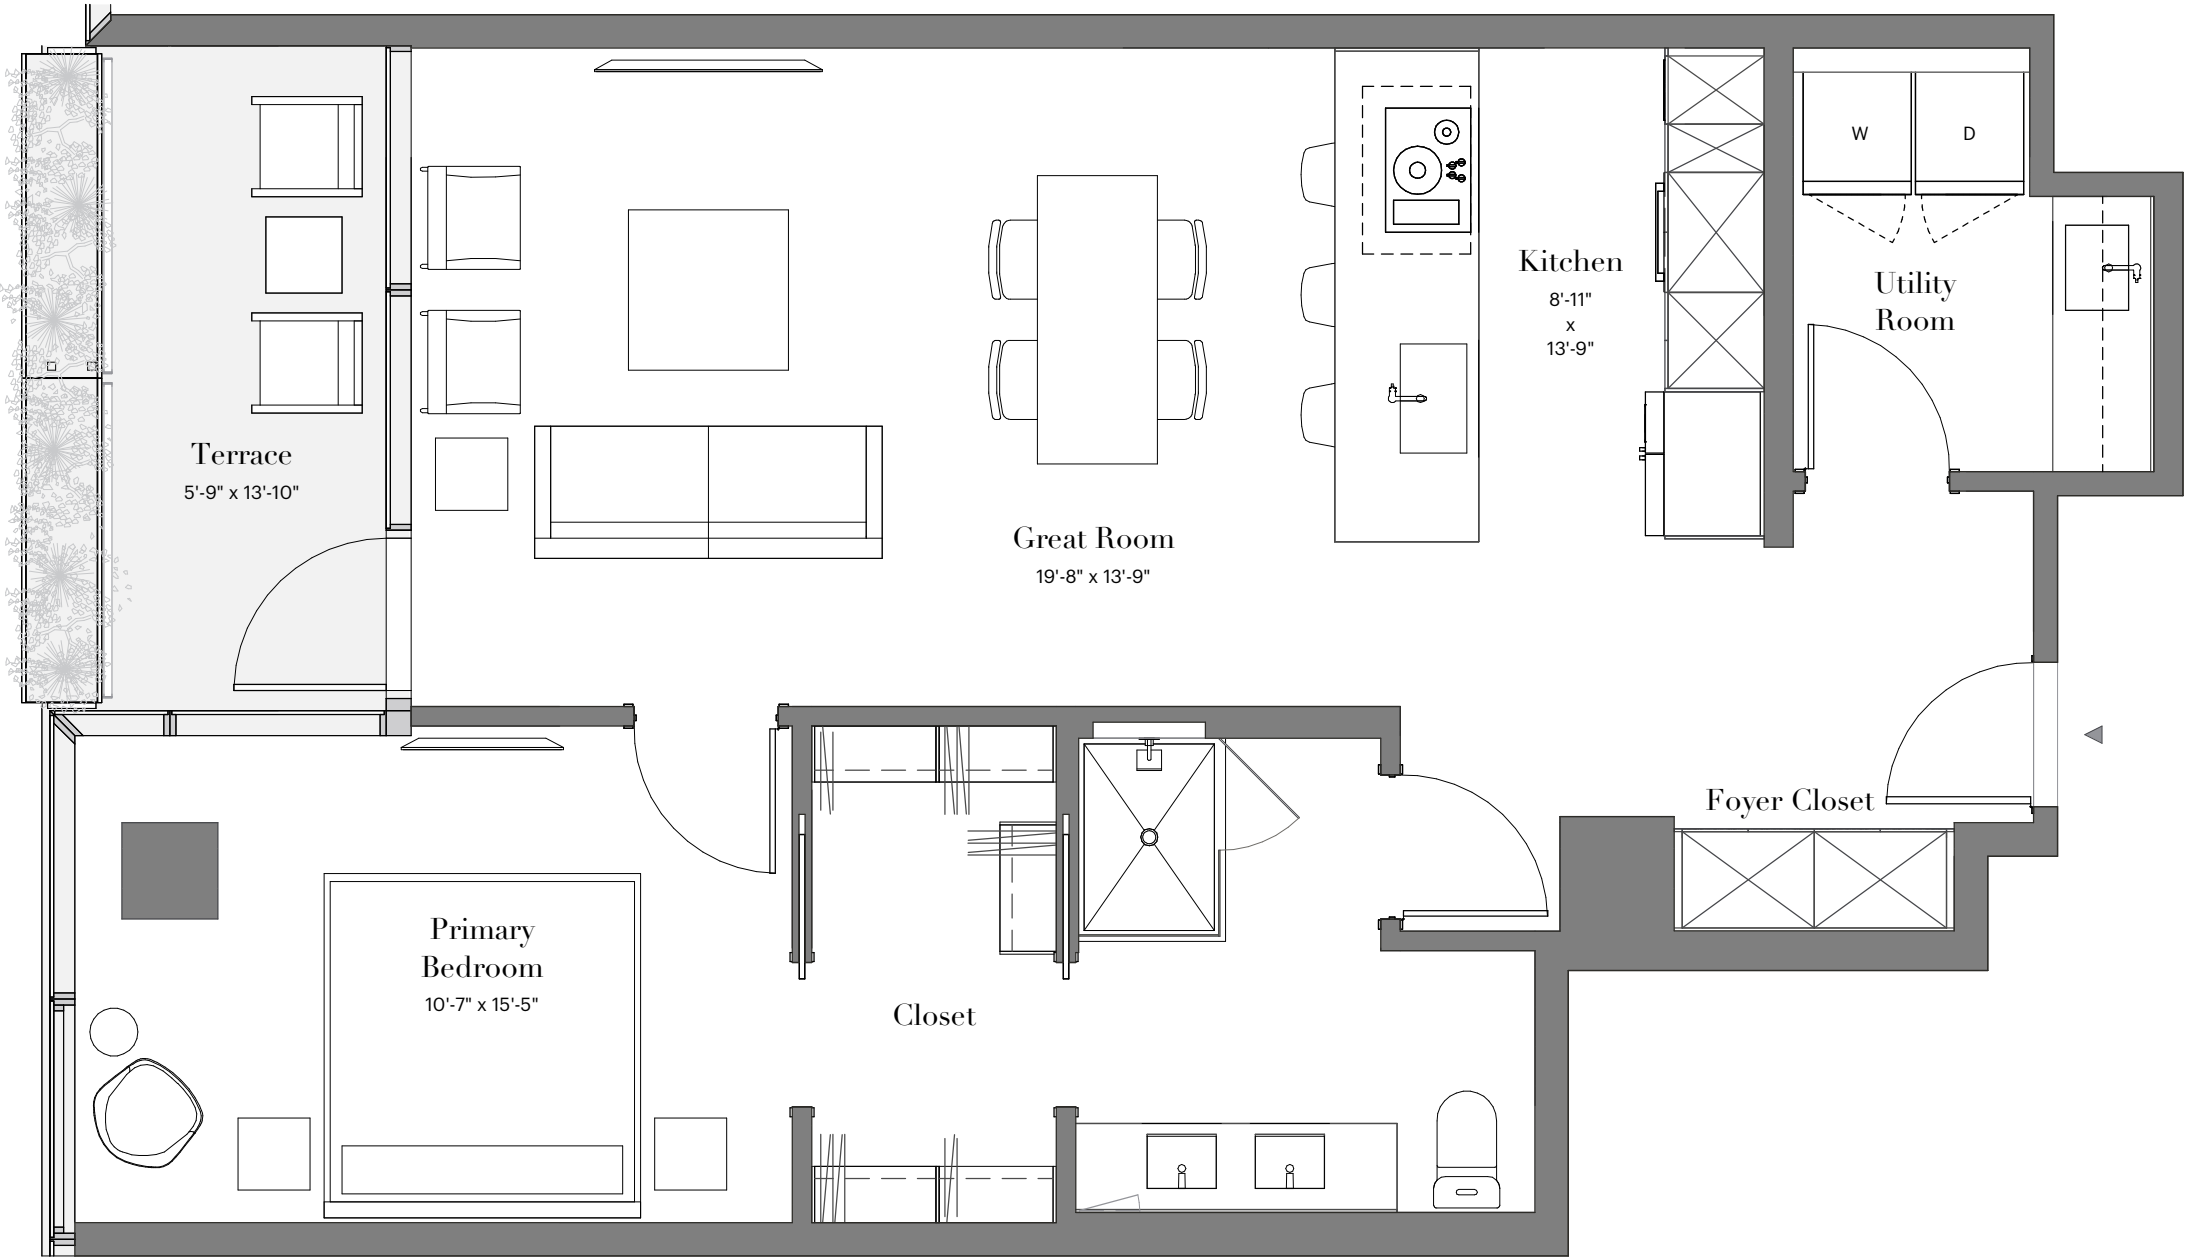 W
D
Kitchen
8'-11"
x
13'-9"
Utility
Room
Terrace
5'-9" x 13'-10"
Great Room
19'-8" x 13'-9"
Foyer Closet
Primary
Bedroom
10'-7" x 15'-5"
Closet